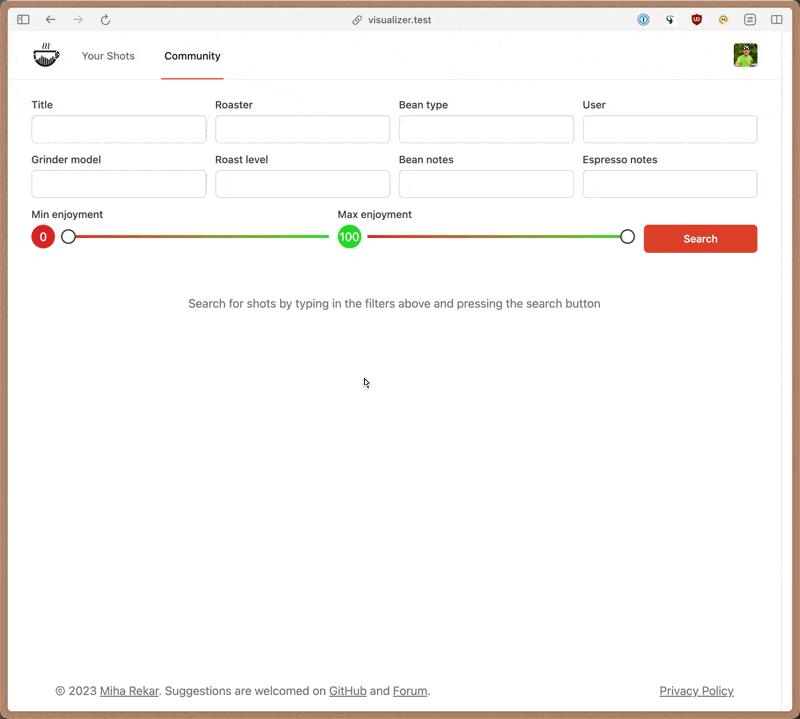 visualizer.test
Your Shots Community
Title Roaster Bean type User
Grinder model Roast level Bean notes Espresso notes
Min enjoyment Max enjoyment
0 100 Search
Search for shots by typing in the filters above and pressing the search button
© 2023 Miha Rekar. Suggestions are welcomed on GitHub and Forum. Privacy Policy